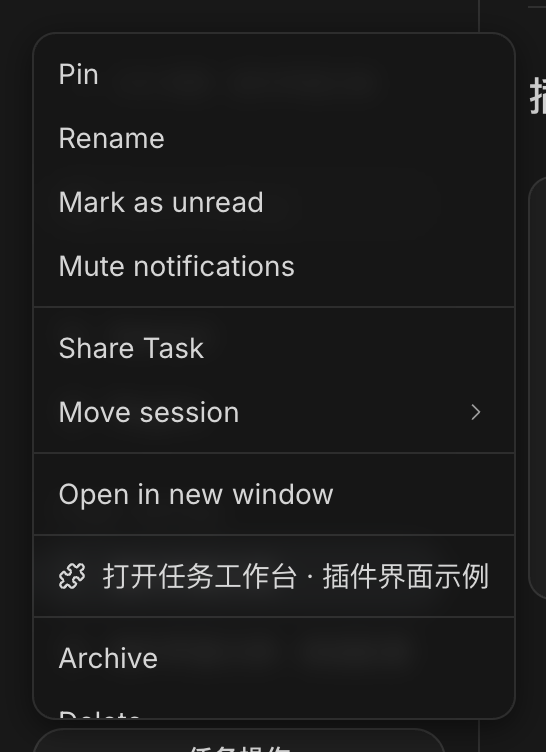 Pin
Rename
Mark as unread
Mute notifications
Share Task
Move session
Open in new window
打开任务工作台 · 插件界面示例
Archive
Delete